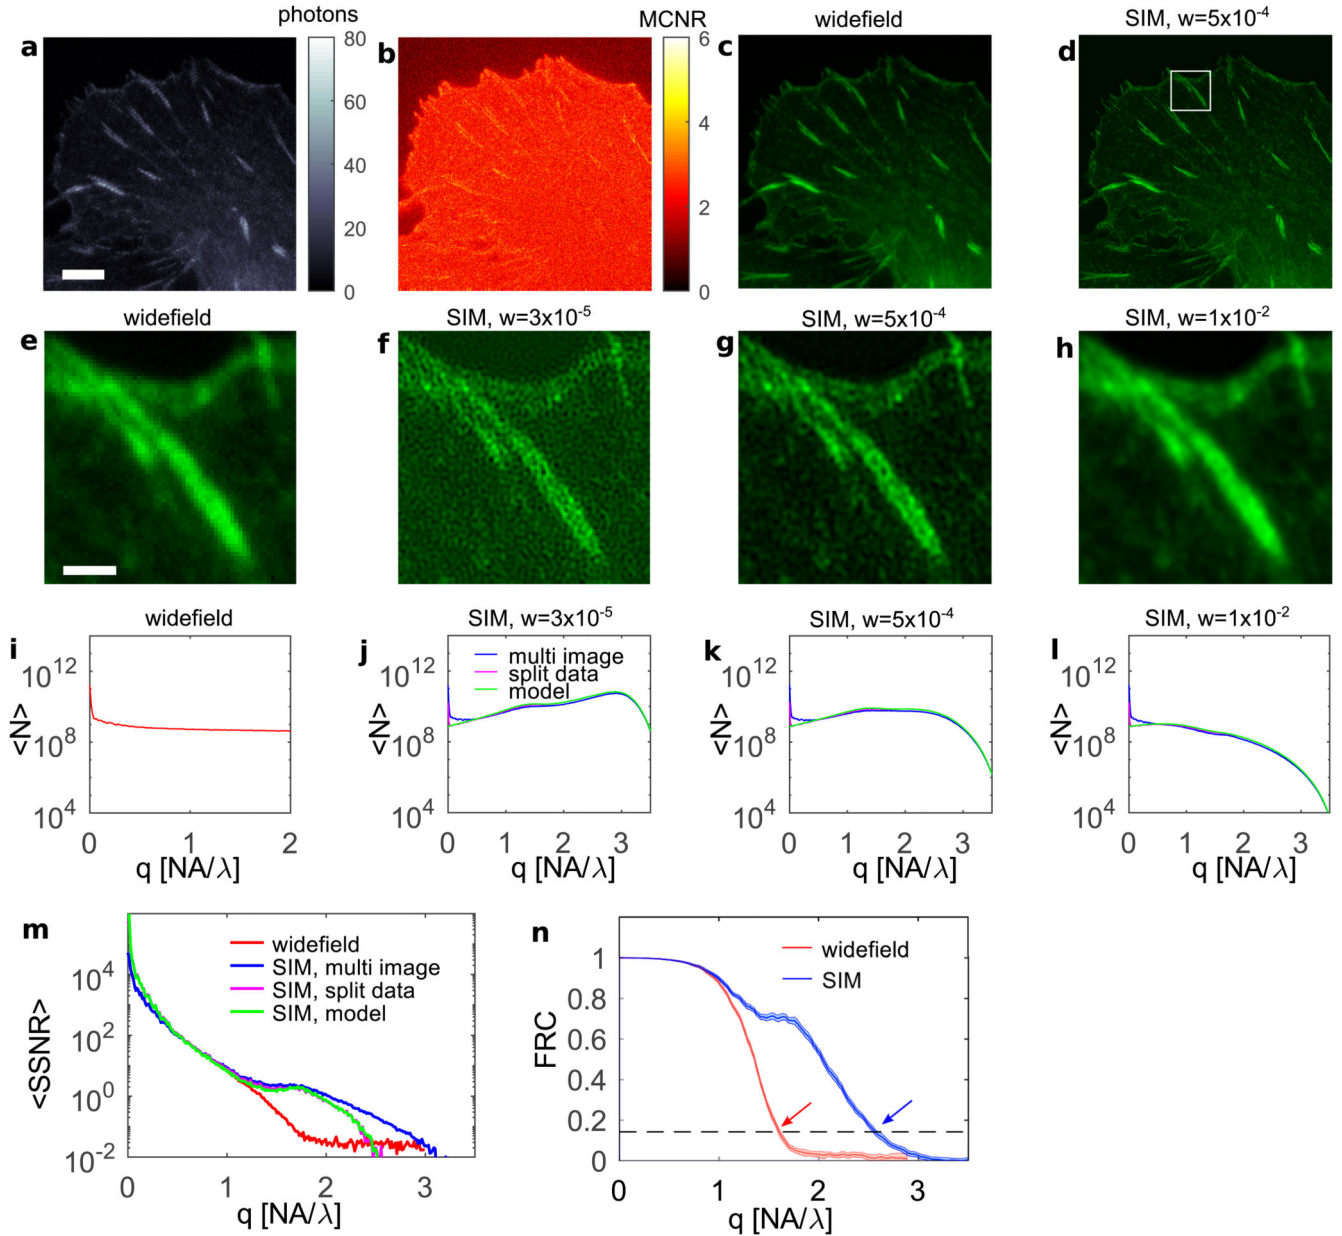 photons
MCNR
widefield
SIM, w=5x10⁻⁴
a
80
60
40
20
0
b
6
4
2
0
c
d
widefield
SIM, w=3x10⁻⁵
SIM, w=5x10⁻⁴
SIM, w=1x10⁻²
e
f
g
h
widefield
SIM, w=3x10⁻⁵
SIM, w=5x10⁻⁴
SIM, w=1x10⁻²
i
10¹²
10⁸
10⁴
<N>
0 1 2
q [NA/λ]
j
multi image
split data
model
10¹²
10⁸
10⁴
<N>
0 1 2 3
q [NA/λ]
k
10¹²
10⁸
10⁴
<N>
0 1 2 3
q [NA/λ]
l
10¹²
10⁸
10⁴
<N>
0 1 2 3
q [NA/λ]
m
widefield
SIM, multi image
SIM, split data
SIM, model
10⁴
10²
10⁰
10⁻²
<SSNR>
0 1 2 3
q [NA/λ]
n
widefield
SIM
1
0.8
0.6
0.4
0.2
0
FRC
0 1 2 3
q [NA/λ]